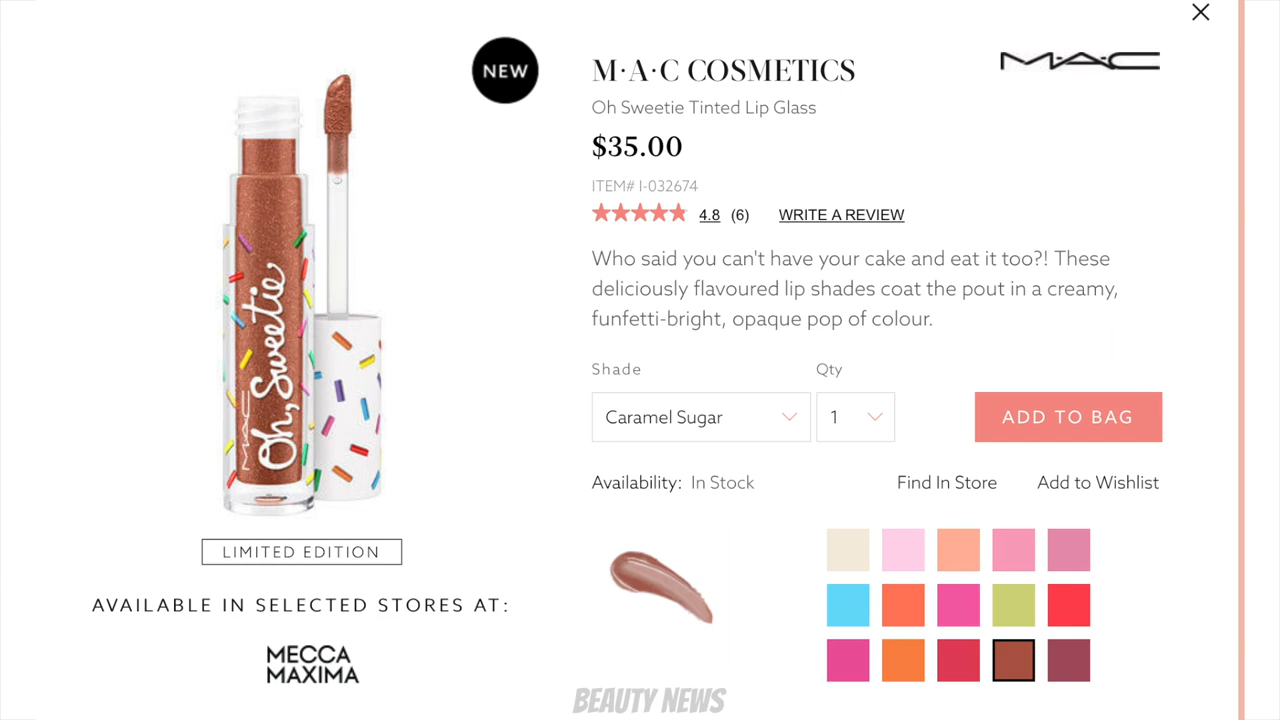 NEW
M·A·C
Oh, Sweetie
LIMITED EDITION
AVAILABLE IN SELECTED STORES AT:
MECCA
MAXIMA
M·A·C COSMETICS
M·A·C
Oh Sweetie Tinted Lip Glass
$35.00
ITEM# I-032674
4.8 (6) WRITE A REVIEW
Who said you can't have your cake and eat it too?! These
deliciously flavoured lip shades coat the pout in a creamy,
funfetti-bright, opaque pop of colour.
Shade Qty
Caramel Sugar 1 ADD TO BAG
Availability: In Stock Find In Store Add to Wishlist
BEAUTY NEWS